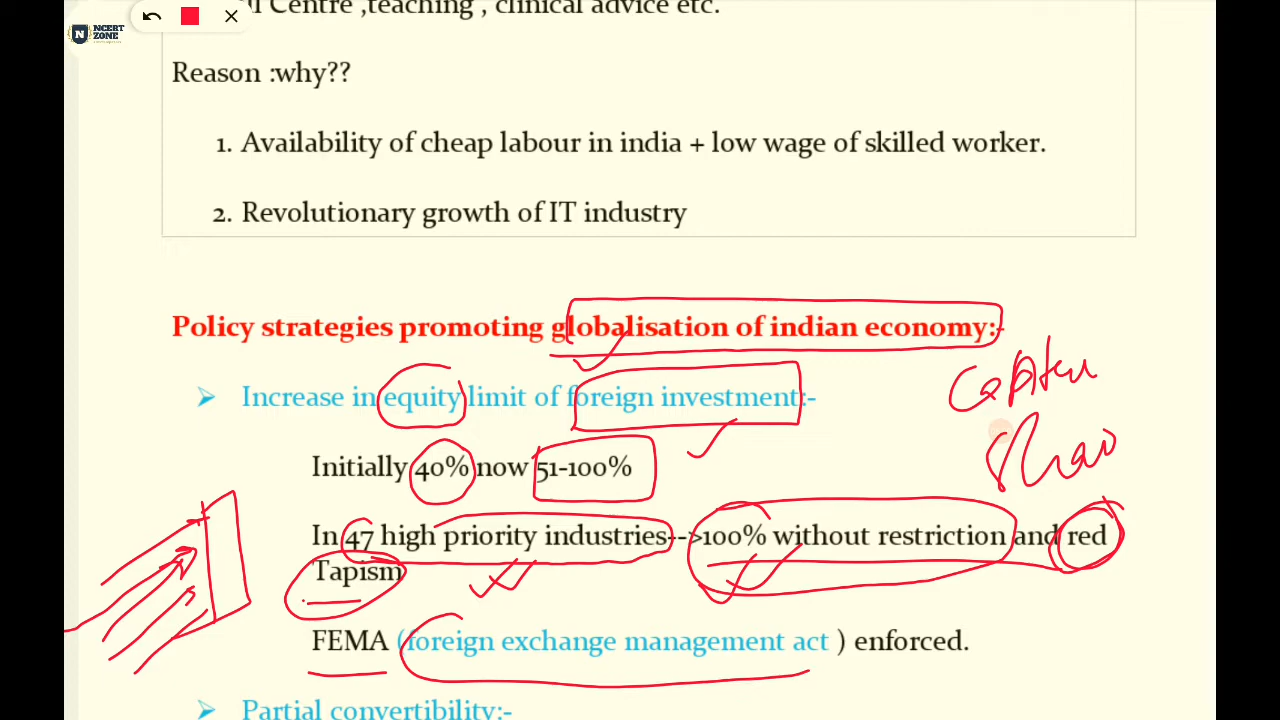 Centre ,teaching , clinical advice etc.
NCERT
ZONE
Reason :why??
1. Availability of cheap labour in india + low wage of skilled worker.
2. Revolutionary growth of IT industry
Policy strategies promoting globalisation of indian economy:-
➢ Increase in equity limit of foreign investment:-
Initially 40% now 51-100%
In 47 high priority industries-->100% without restriction and red
Tapism
FEMA (foreign exchange management act ) enforced.
➢ Partial convertibility:-